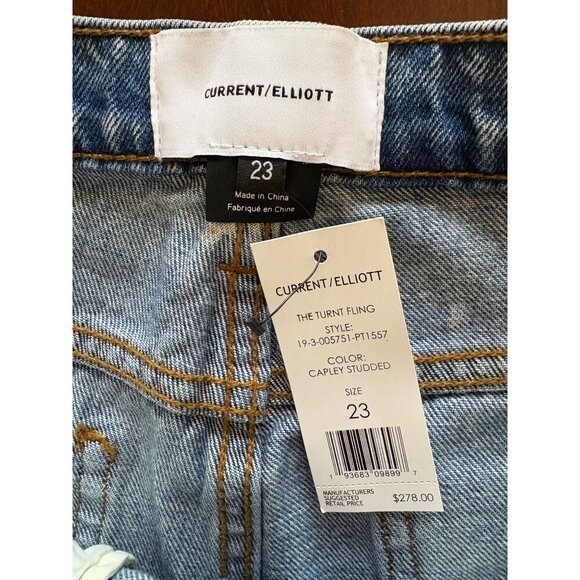 CURRENT/ELLIOTT
23
Made in China
Fabriqué en Chine
CURRENT/ELLIOTT
THE TURNT FLING
STYLE:
19-3-005751-PT1557
COLOR:
CAPLEY STUDDED
SIZE
23
1 93683 09899 7
MANUFACTURERS
SUGGESTED
RETAIL PRICE
$278.00